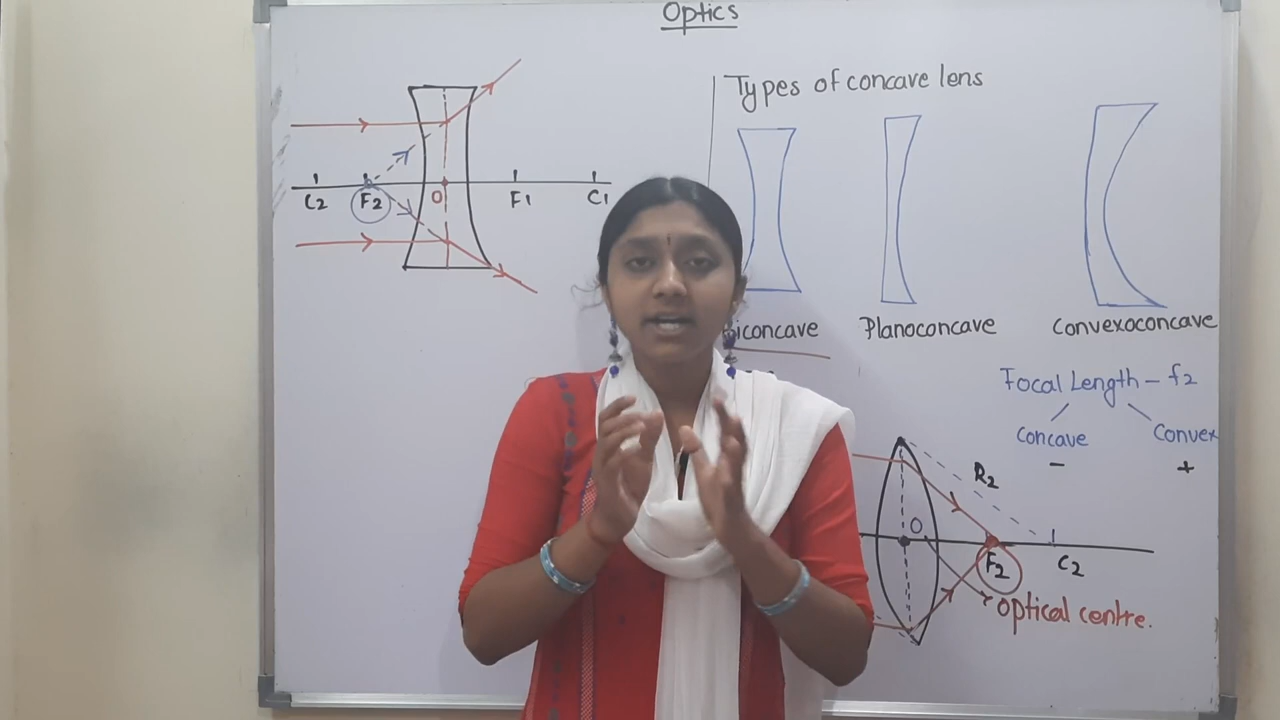 Optics
C2 F2 O F1 C1
Types of concave lens
iconcave Planoconcave Convexoconcave
Focal Length - f2
Concave Convex
- +
R2
O F2 C2
optical centre.